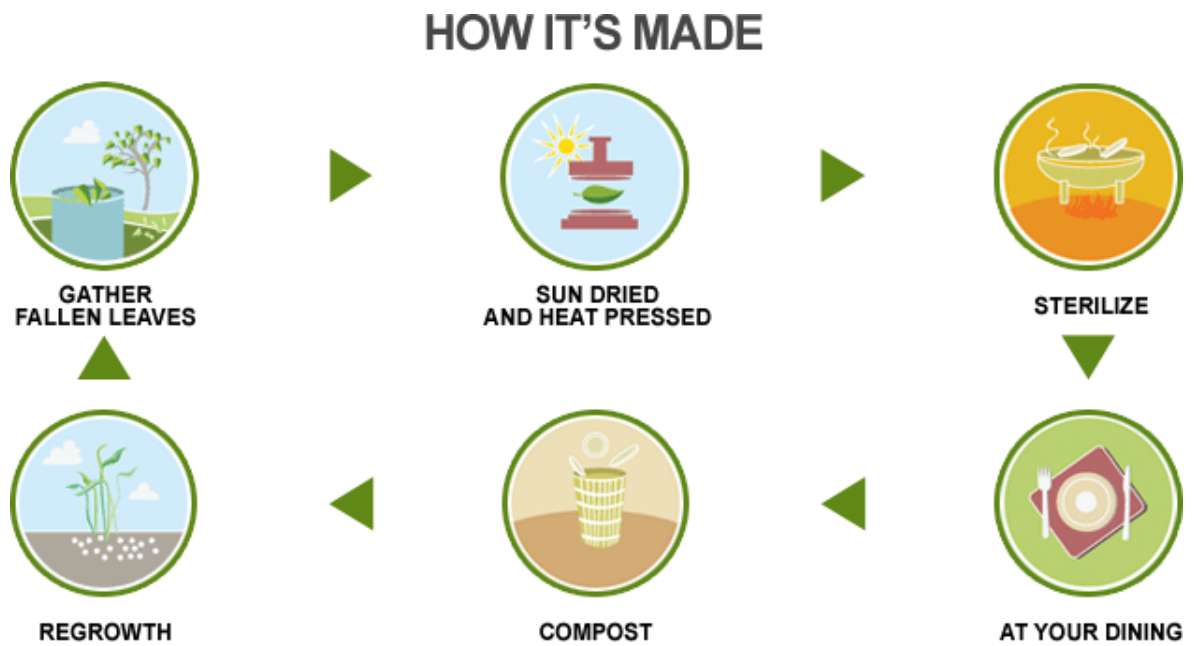 HOW IT'S MADE
GATHER
FALLEN LEAVES
SUN DRIED
AND HEAT PRESSED
STERILIZE
REGROWTH
COMPOST
AT YOUR DINING